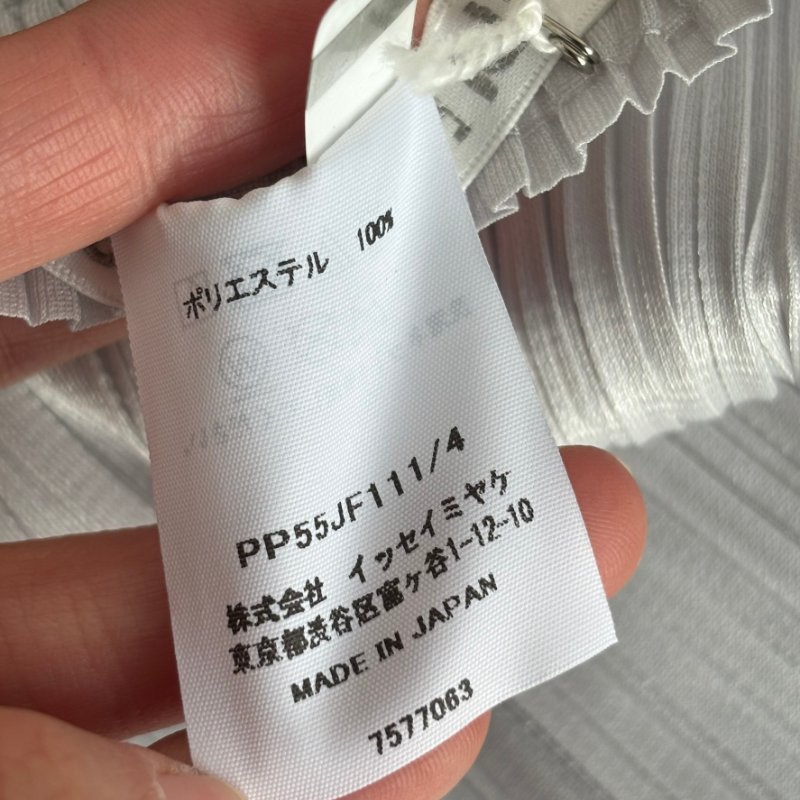 ポリエステル 100%
PP55JF111/4
株式会社 イッセイミヤケ
東京都渋谷区富ヶ谷1-12-10
MADE IN JAPAN
7577063